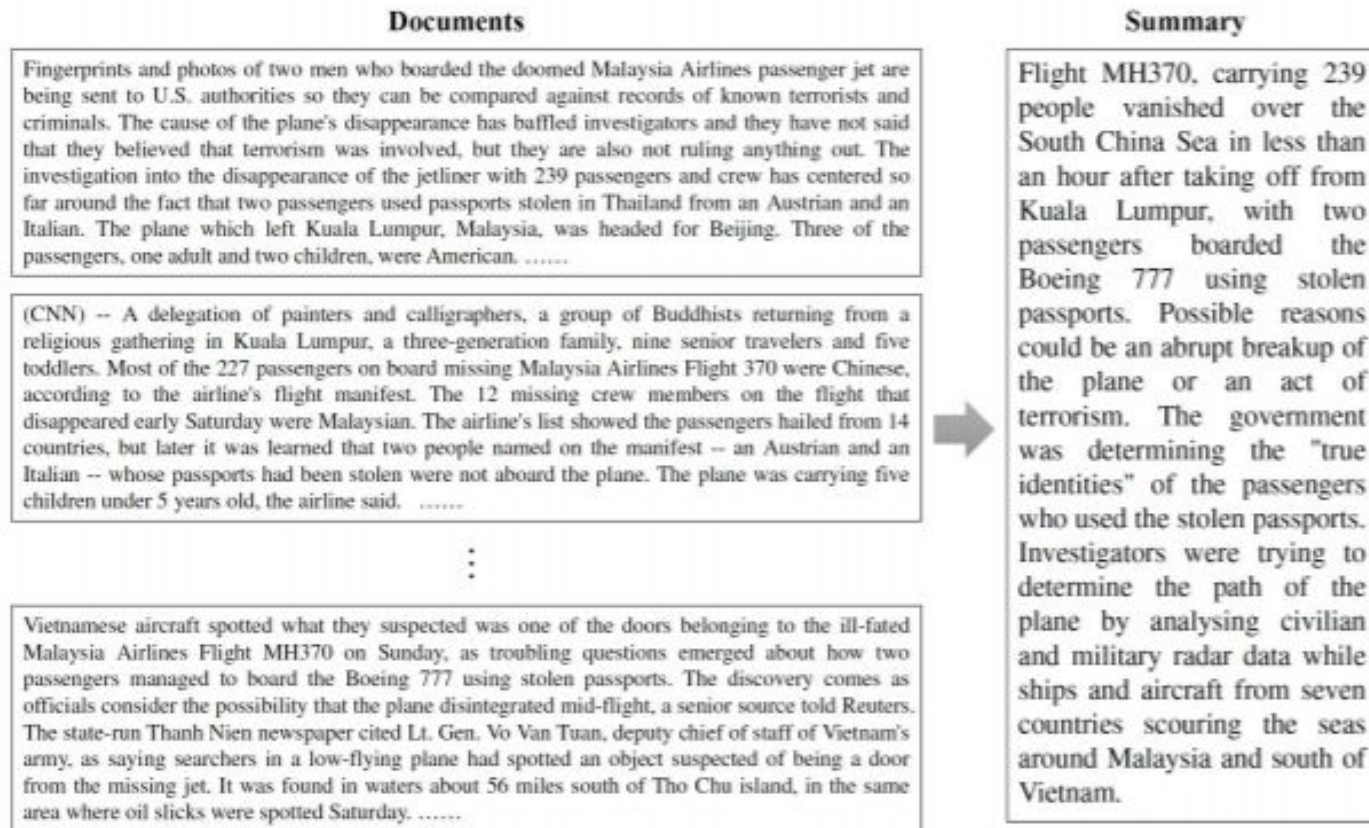 Documents
Fingerprints and photos of two men who boarded the doomed Malaysia Airlines passenger jet are
being sent to U.S. authorities so they can be compared against records of known terrorists and
criminals. The cause of the plane's disappearance has baffled investigators and they have not said
that they believed that terrorism was involved, but they are also not ruling anything out. The
investigation into the disappearance of the jetliner with 239 passengers and crew has centered so
far around the fact that two passengers used passports stolen in Thailand from an Austrian and an
Italian. The plane which left Kuala Lumpur, Malaysia, was headed for Beijing. Three of the
passengers, one adult and two children, were American. ......
(CNN) -- A delegation of painters and calligraphers, a group of Buddhists returning from a
religious gathering in Kuala Lumpur, a three-generation family, nine senior travelers and five
toddlers. Most of the 227 passengers on board missing Malaysia Airlines Flight 370 were Chinese,
according to the airline's flight manifest. The 12 missing crew members on the flight that
disappeared early Saturday were Malaysian. The airline's list showed the passengers hailed from 14
countries, but later it was learned that two people named on the manifest -- an Austrian and an
Italian -- whose passports had been stolen were not aboard the plane. The plane was carrying five
children under 5 years old, the airline said. ......
Vietnamese aircraft spotted what they suspected was one of the doors belonging to the ill-fated
Malaysia Airlines Flight MH370 on Sunday, as troubling questions emerged about how two
passengers managed to board the Boeing 777 using stolen passports. The discovery comes as
officials consider the possibility that the plane disintegrated mid-flight, a senior source told Reuters.
The state-run Thanh Nien newspaper cited Lt. Gen. Vo Van Tuan, deputy chief of staff of Vietnam's
army, as saying searchers in a low-flying plane had spotted an object suspected of being a door
from the missing jet. It was found in waters about 56 miles south of Tho Chu island, in the same
area where oil slicks were spotted Saturday. ......
Summary
Flight MH370, carrying 239
people vanished over the
South China Sea in less than
an hour after taking off from
Kuala Lumpur, with two
passengers boarded the
Boeing 777 using stolen
passports. Possible reasons
could be an abrupt breakup of
the plane or an act of
terrorism. The government
was determining the "true
identities" of the passengers
who used the stolen passports.
Investigators were trying to
determine the path of the
plane by analysing civilian
and military radar data while
ships and aircraft from seven
countries scouring the seas
around Malaysia and south of
Vietnam.